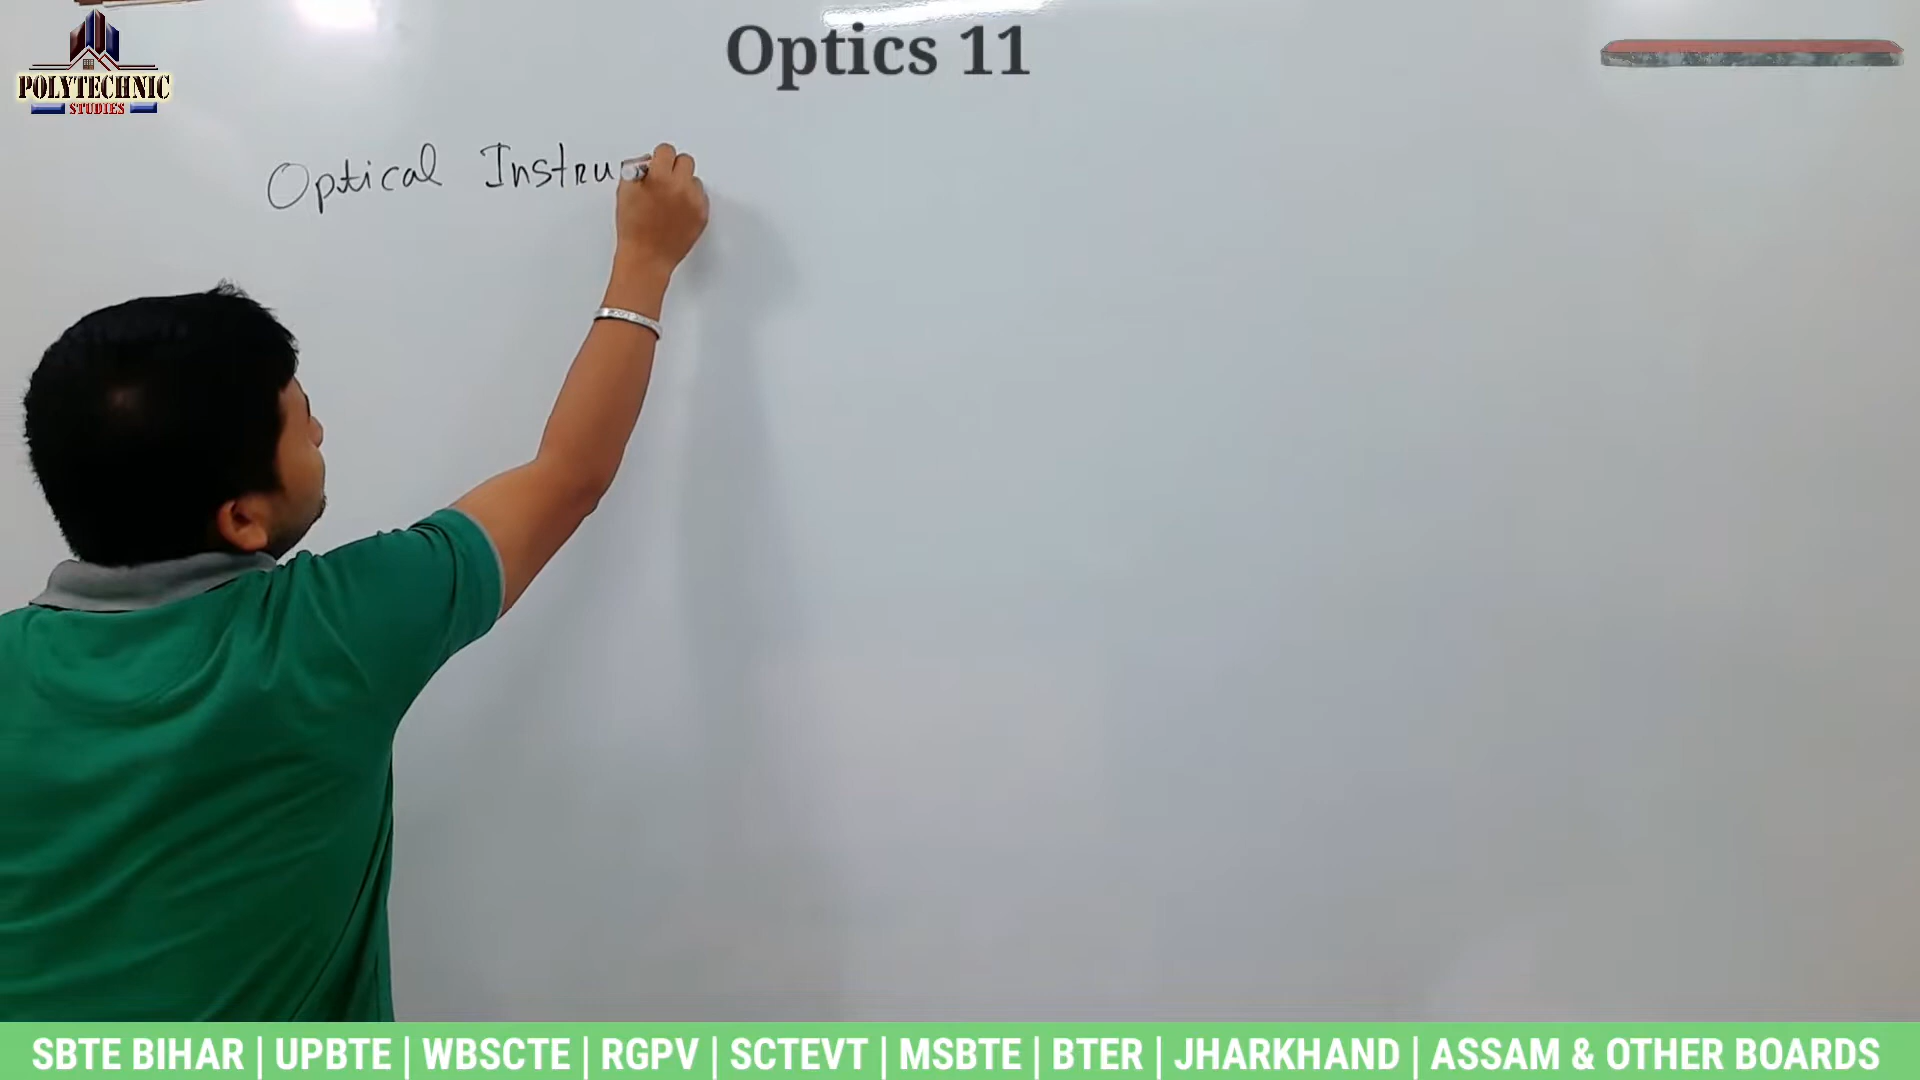 Optics 11
POLYTECHNIC
STUDIES
Optical Instru
SBTE BIHAR | UPBTE | WBSCTE | RGPV | SCTEVT | MSBTE | BTER | JHARKHAND | ASSAM & OTHER BOARDS